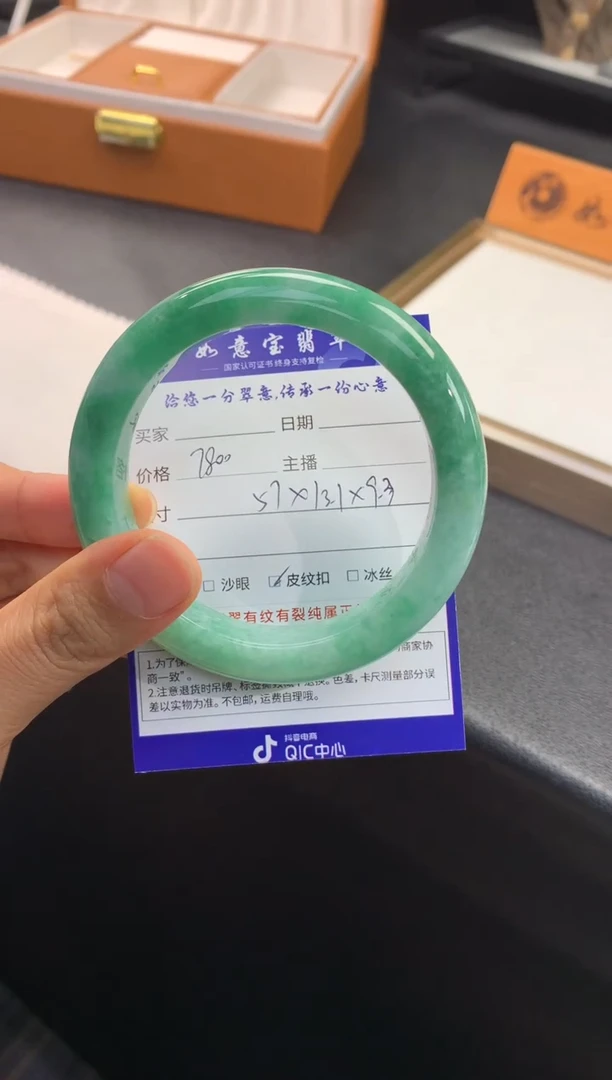 如意宝翡
国家认可证书 终身支持复检
给您一分翠意,传承一份心意
买家 日期
价格 7800 主播
寸 57×13.1×9.3
□ 沙眼 ☑ 皮纹扣 □ 冰丝
有纹有裂纯属正
商家协
商一致”。
2.注意退货时吊牌、标签 色差,卡尺测量部分误
差以实物为准。不包邮,运费自理哦。
抖音电商
QIC中心
如